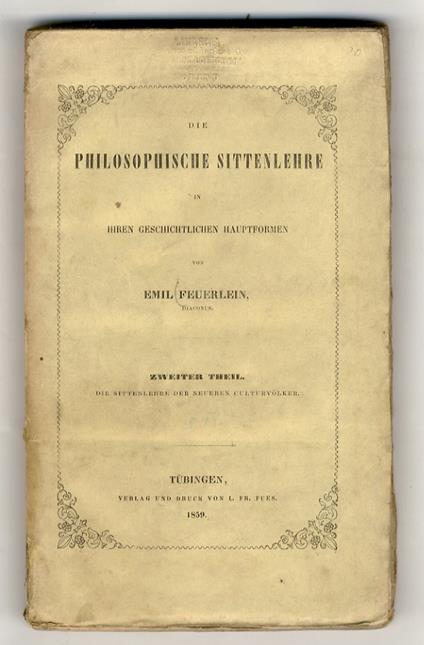 DIE
PHILOSOPHISCHE SITTENLEHRE
IN
IHREN GESCHICHTLICHEN HAUPTFORMEN
VON
EMIL FEUERLEIN,
DIACONUS.
ZWEITER THEIL.
DIE SITTENLEHRE DER NEUEREN CULTURVÖLKER.
TÜBINGEN,
VERLAG UND DRUCK VON L. FR. FUES.
1859.